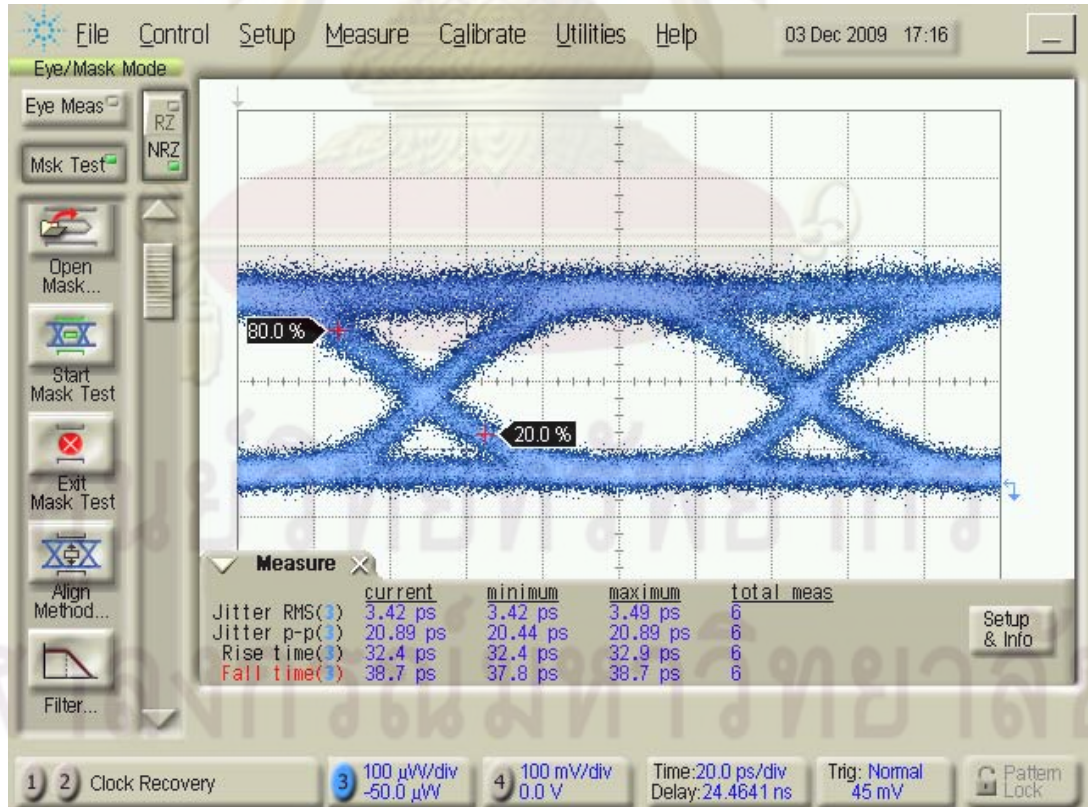 File Control Setup Measure Calibrate Utilities Help 03 Dec 2009 17:16
Eye/Mask Mode
Eye Meas
RZ
NRZ
Msk Test
Open
Mask...
Start
Mask Test
Exit
Mask Test
Align
Method...
Filter...
80.0 %
20.0 %
Measure
current minimum maximum total meas
Jitter RMS(3) 3.42 ps 3.42 ps 3.49 ps 6
Jitter p-p(3) 20.89 ps 20.44 ps 20.89 ps 6
Rise time(3) 32.4 ps 32.4 ps 32.9 ps 6
Fall time(3) 38.7 ps 37.8 ps 38.7 ps 6
Setup
& Info
1 2 Clock Recovery
3 100 µW/div
-50.0 µW
4 100 mV/div
0.0 V
Time:20.0 ps/div
Delay:24.4641 ns
Trig: Normal
45 mV
Pattern
Lock